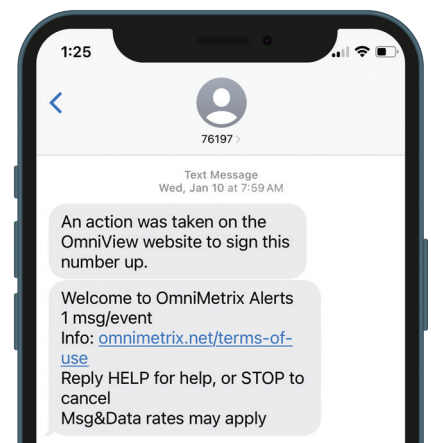 1:25
76197
Text Message
Wed, Jan 10 at 7:59 AM
An action was taken on the
OmniView website to sign this
number up.
Welcome to OmniMetrix Alerts
1 msg/event
Info: omnimetrix.net/terms-of-
use
Reply HELP for help, or STOP to
cancel
Msg&Data rates may apply